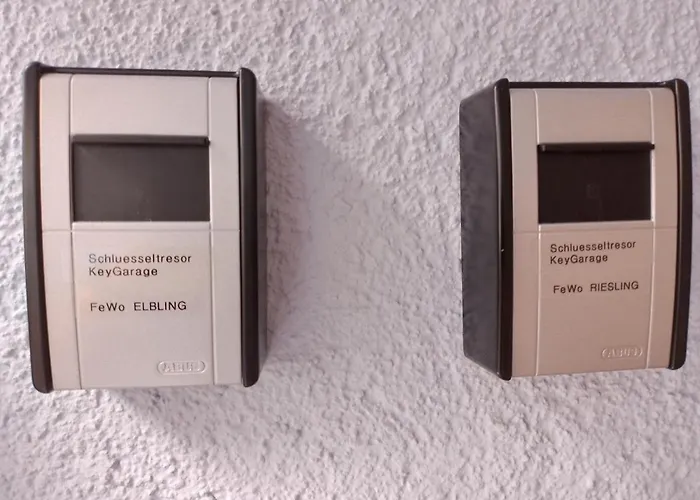 Schluesseltresor
KeyGarage
FeWo ELBLING
ABUS
Schluesseltresor
KeyGarage
FeWo RIESLING
ABUS